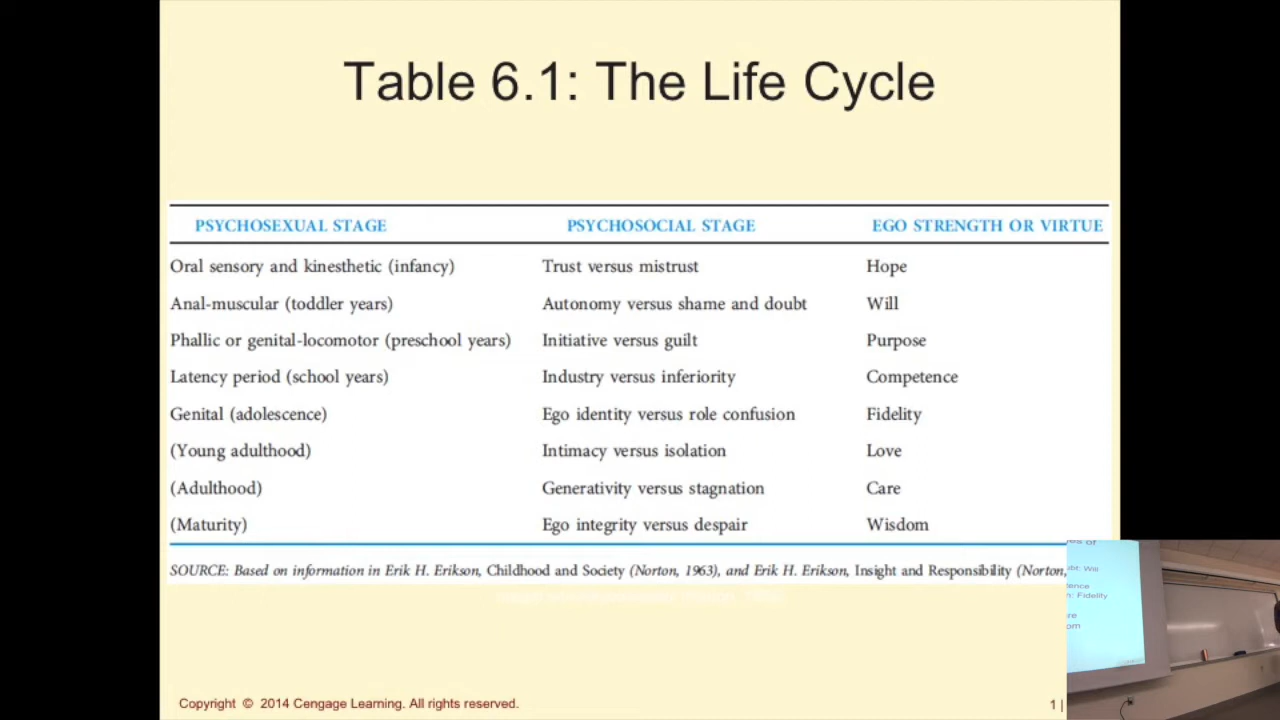 Table 6.1: The Life Cycle
PSYCHOSEXUAL STAGE PSYCHOSOCIAL STAGE EGO STRENGTH OR VIRTUE
Oral sensory and kinesthetic (infancy) Trust versus mistrust Hope
Anal-muscular (toddler years) Autonomy versus shame and doubt Will
Phallic or genital-locomotor (preschool years) Initiative versus guilt Purpose
Latency period (school years) Industry versus inferiority Competence
Genital (adolescence) Ego identity versus role confusion Fidelity
(Young adulthood) Intimacy versus isolation Love
(Adulthood) Generativity versus stagnation Care
(Maturity) Ego integrity versus despair Wisdom
SOURCE: Based on information in Erik H. Erikson, Childhood and Society (Norton, 1963), and Erik H. Erikson, Insight and Responsibility (Norton,
Copyright © 2014 Cengage Learning. All rights reserved.
1 |
Will
Fidelity